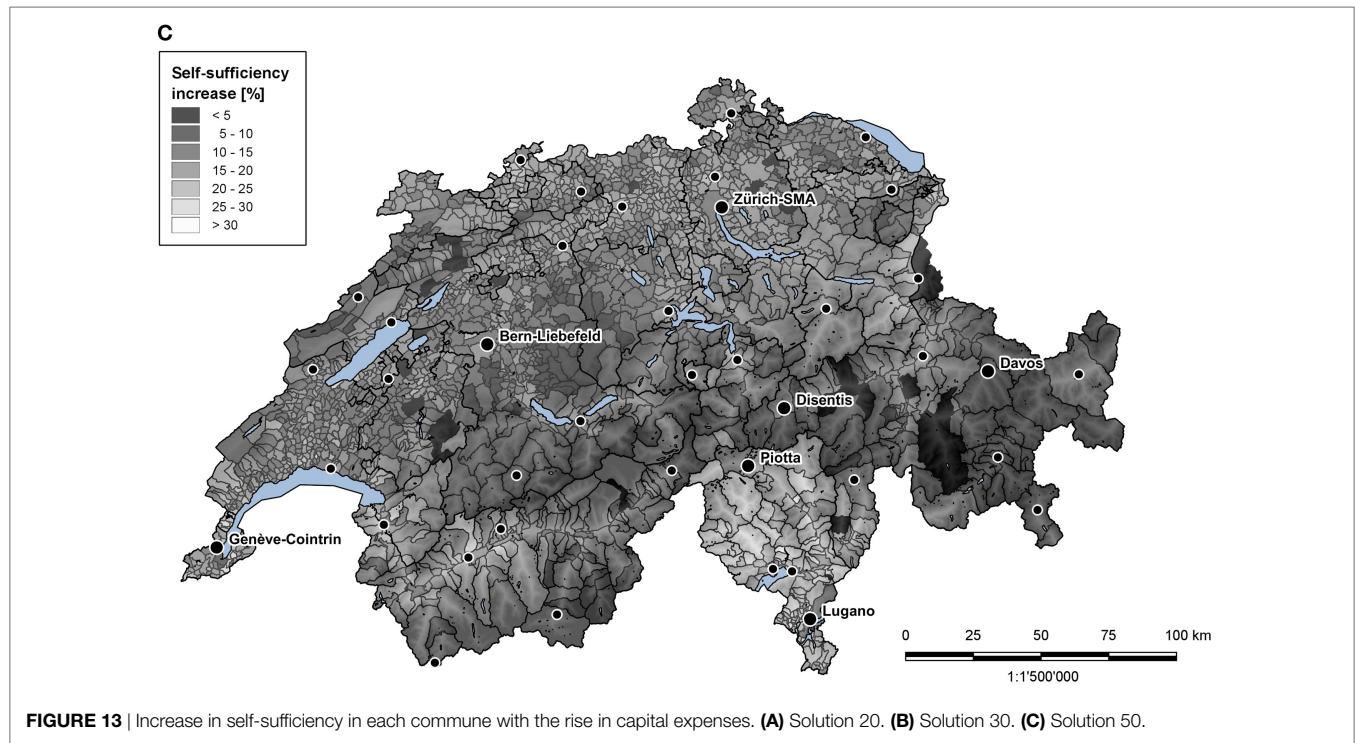 C
Self-sufficiency
increase [%]
< 5
5 - 10
10 - 15
15 - 20
20 - 25
25 - 30
> 30
Zürich-SMA
Bern-Liebefeld
Davos
Disentis
Piotta
Genève-Cointrin
Lugano
0 25 50 75 100 km
1:1'500'000
FIGURE 13 | Increase in self-sufficiency in each commune with the rise in capital expenses. (A) Solution 20. (B) Solution 30. (C) Solution 50.